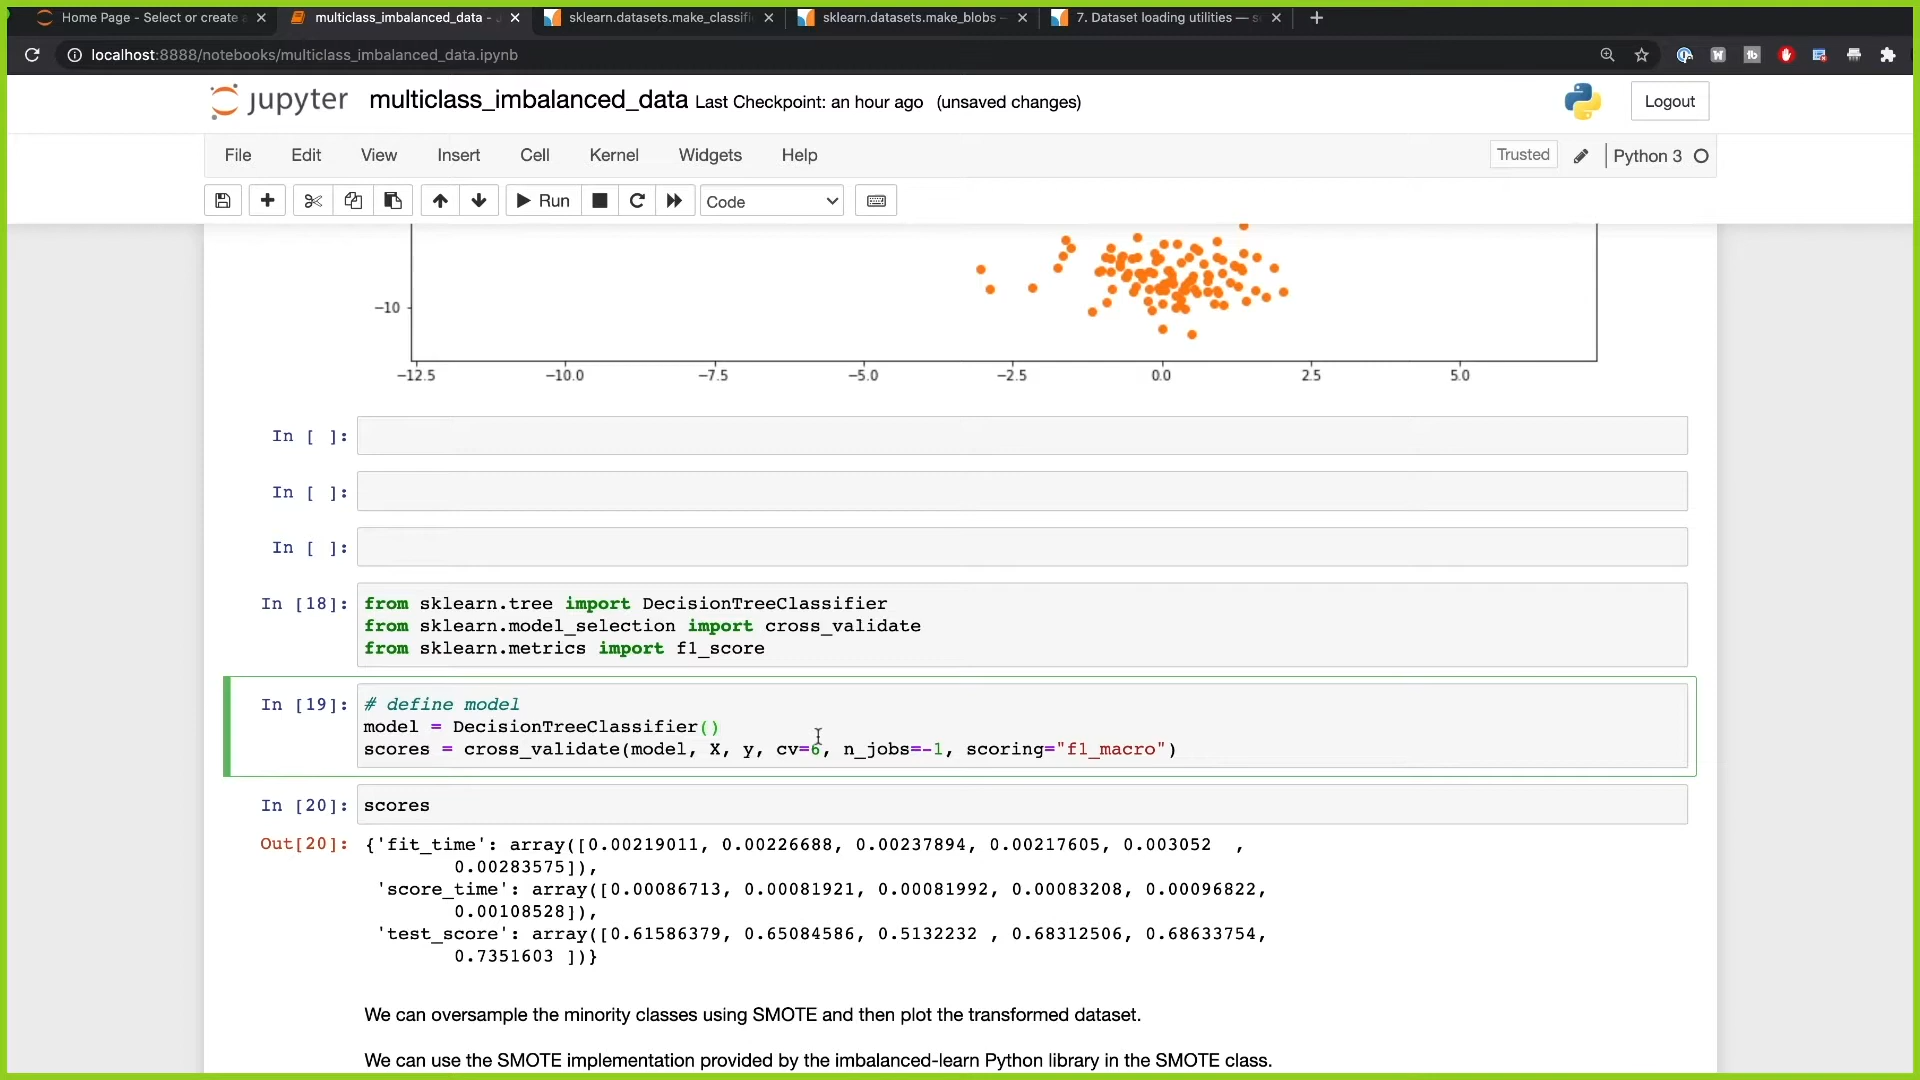 Home Page - Select or create a
multiclass_imbalanced_data -
sklearn.datasets.make_classifi
sklearn.datasets.make_blobs –
7. Dataset loading utilities — s
localhost:8888/notebooks/multiclass_imbalanced_data.ipynb
jupyter multiclass_imbalanced_data Last Checkpoint: an hour ago (unsaved changes)
Logout
File Edit View Insert Cell Kernel Widgets Help
Trusted
Python 3
Run
Code
−10
−12.5 −10.0 −7.5 −5.0 −2.5 0.0 2.5 5.0
In [ ]:
In [ ]:
In [ ]:
In [18]: from sklearn.tree import DecisionTreeClassifier
from sklearn.model_selection import cross_validate
from sklearn.metrics import f1_score
In [19]: # define model
model = DecisionTreeClassifier()
scores = cross_validate(model, X, y, cv=6, n_jobs=-1, scoring="f1_macro")
In [20]: scores
Out[20]: {'fit_time': array([0.00219011, 0.00226688, 0.00237894, 0.00217605, 0.003052  ,
0.00283575]),
'score_time': array([0.00086713, 0.00081921, 0.00081992, 0.00083208, 0.00096822,
0.00108528]),
'test_score': array([0.61586379, 0.65084586, 0.5132232 , 0.68312506, 0.68633754,
0.7351603 ])}
We can oversample the minority classes using SMOTE and then plot the transformed dataset.
We can use the SMOTE implementation provided by the imbalanced-learn Python library in the SMOTE class.